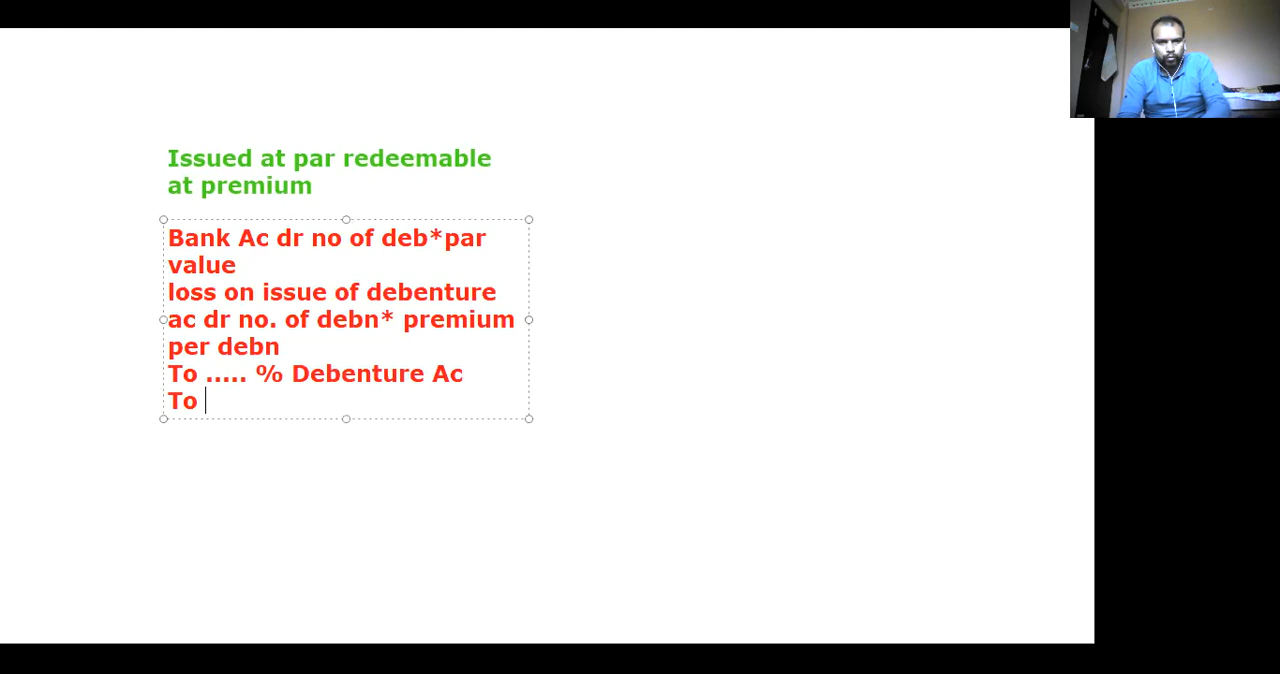 Issued at par redeemable
at premium
Bank Ac dr no of deb*par
value
loss on issue of debenture
ac dr no. of debn* premium
per debn
To ..... % Debenture Ac
To